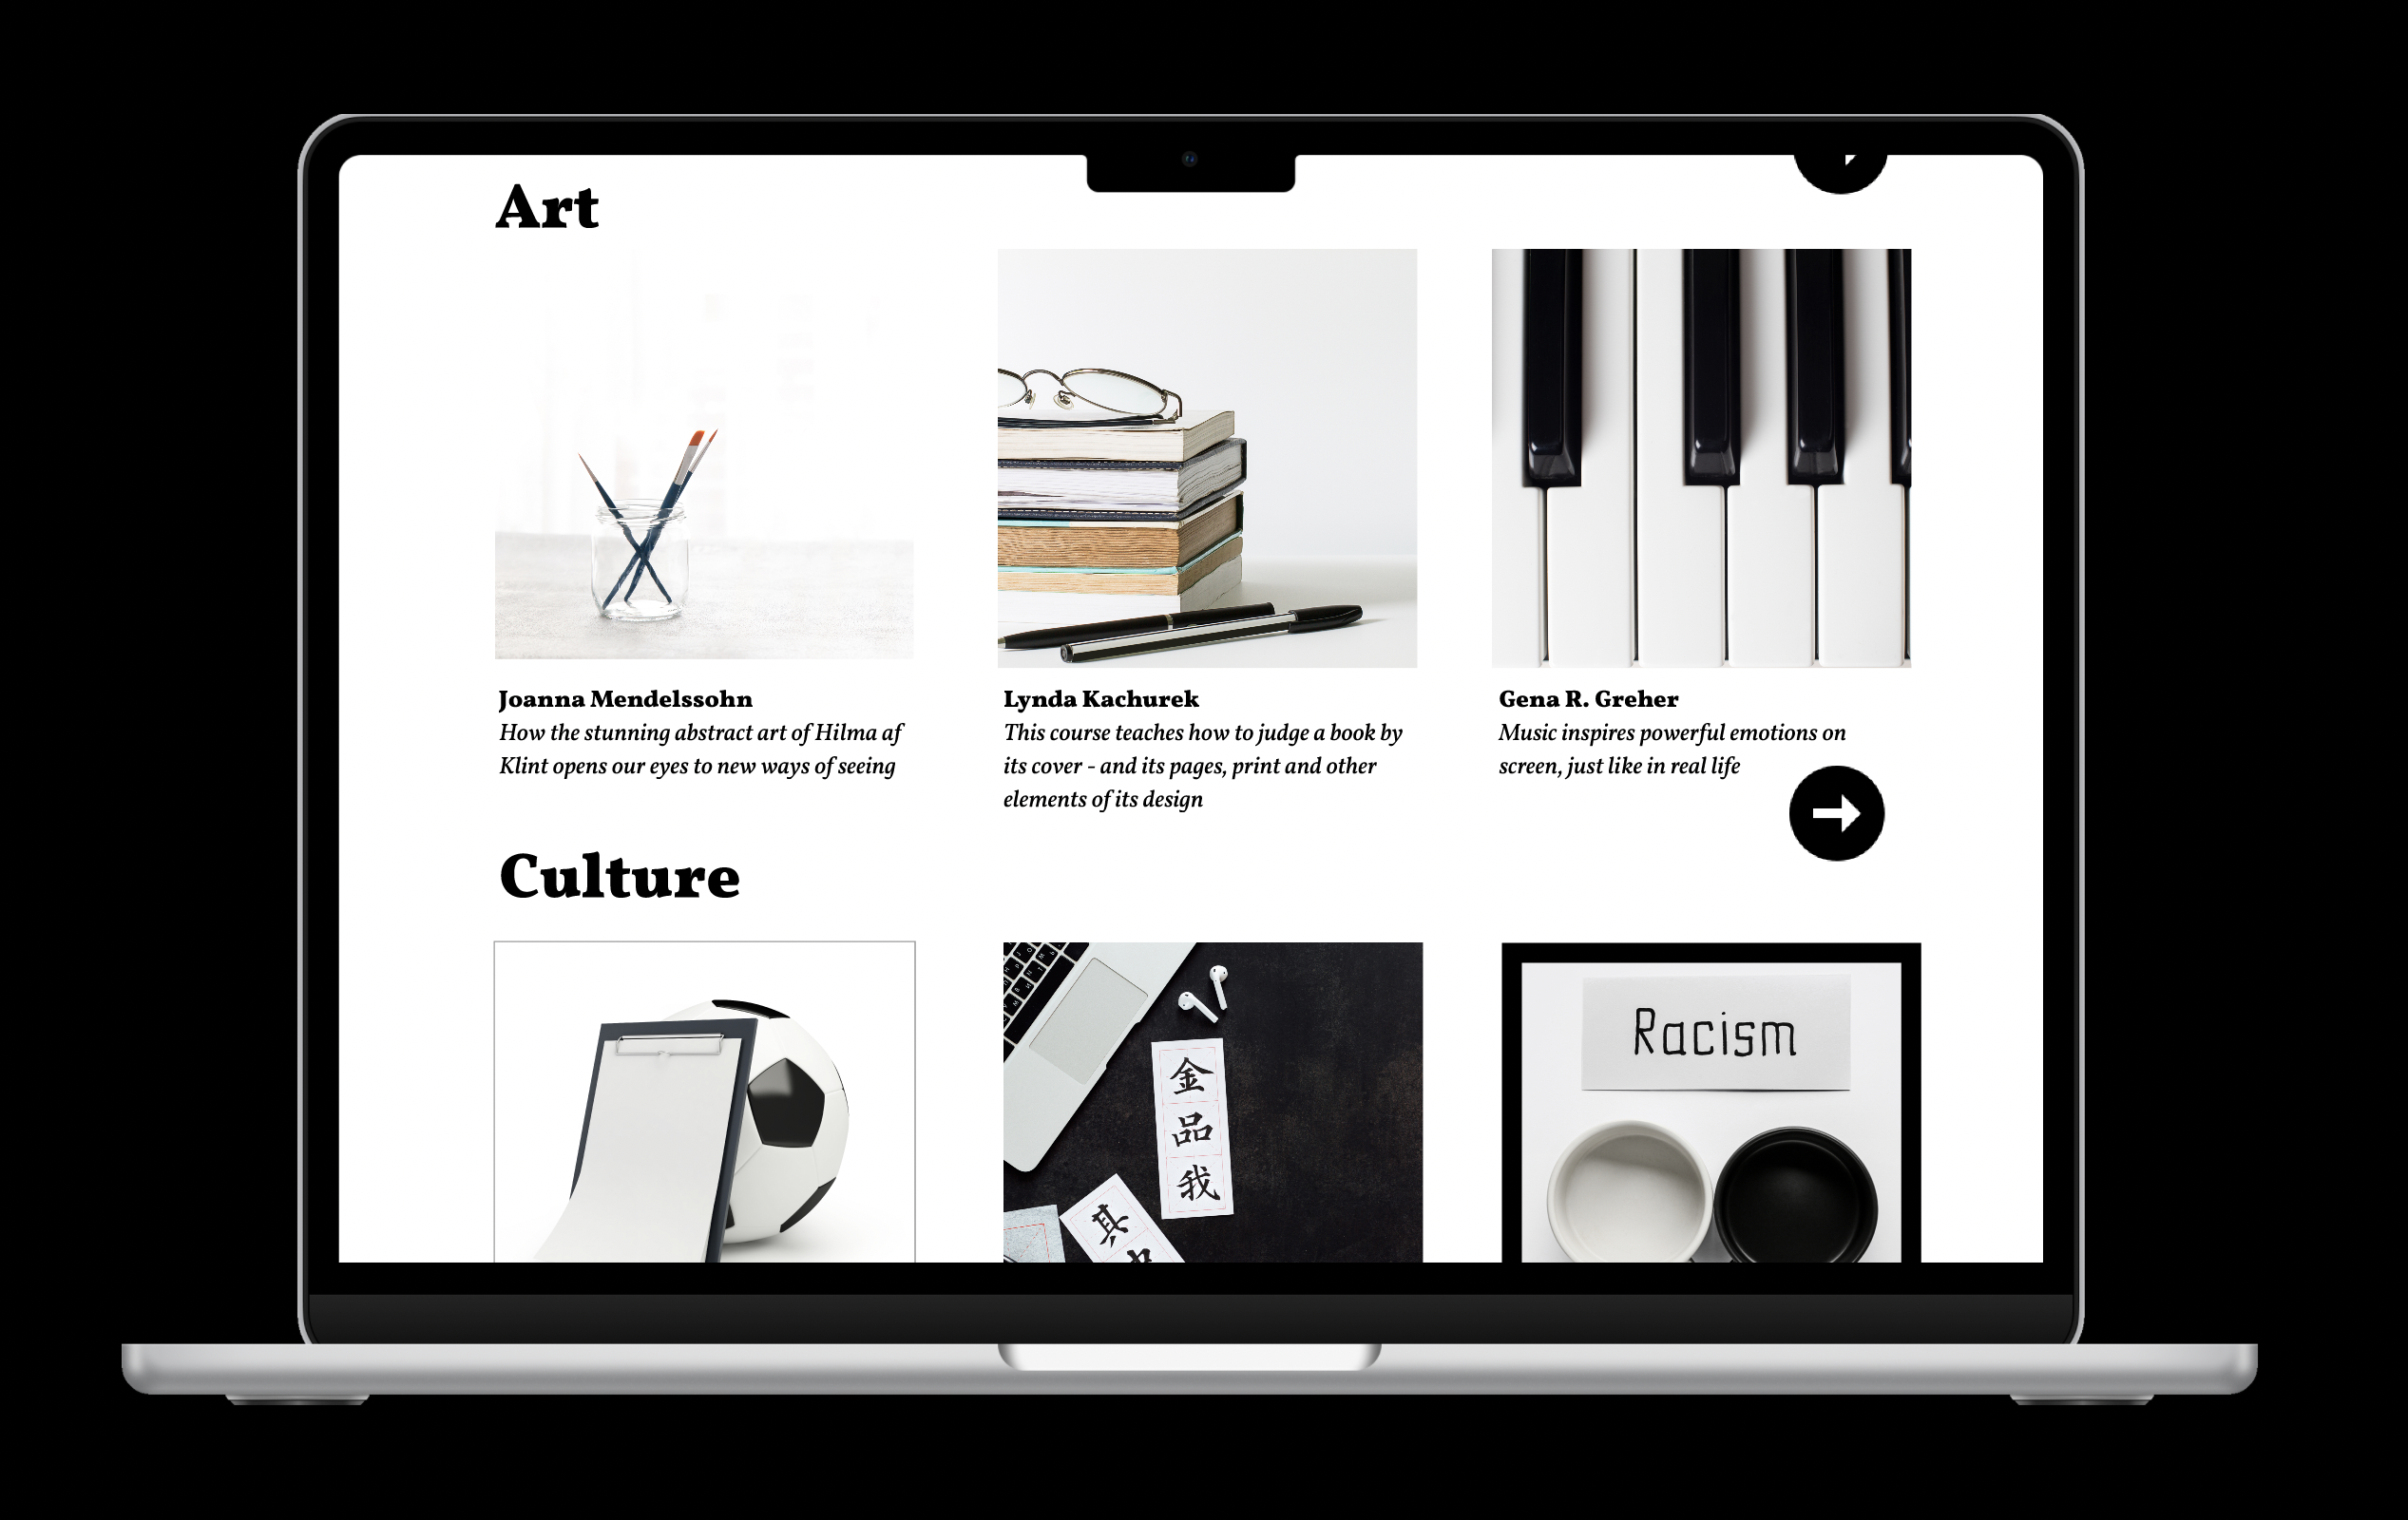 Art
Joanna Mendelssohn
How the stunning abstract art of Hilma af
Klint opens our eyes to new ways of seeing
Lynda Kachurek
This course teaches how to judge a book by
its cover - and its pages, print and other
elements of its design
Gena R. Greher
Music inspires powerful emotions on
screen, just like in real life
Culture
金
品
我
其
Racism